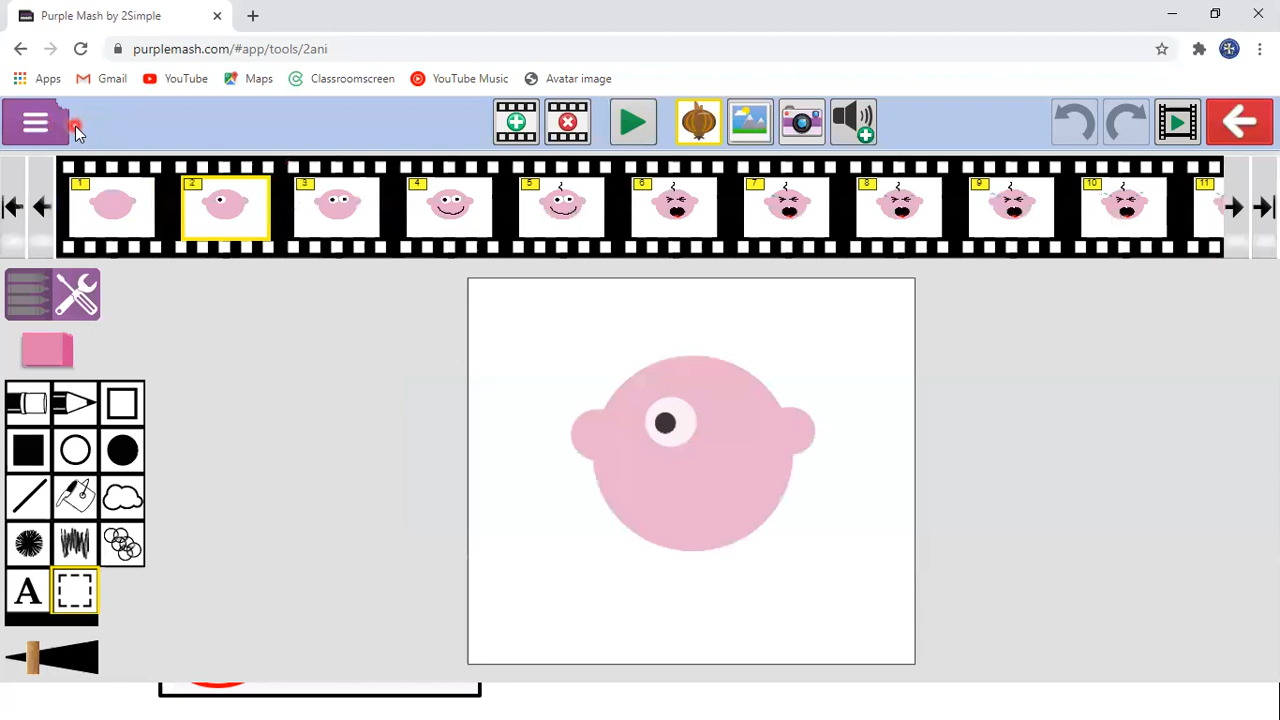 Purple Mash by 2Simple
purplemash.com/#app/tools/2ani
Apps Gmail YouTube Maps Classroomscreen YouTube Music Avatar image
1 2 3 4 5 6 7 8 9 10 11
A